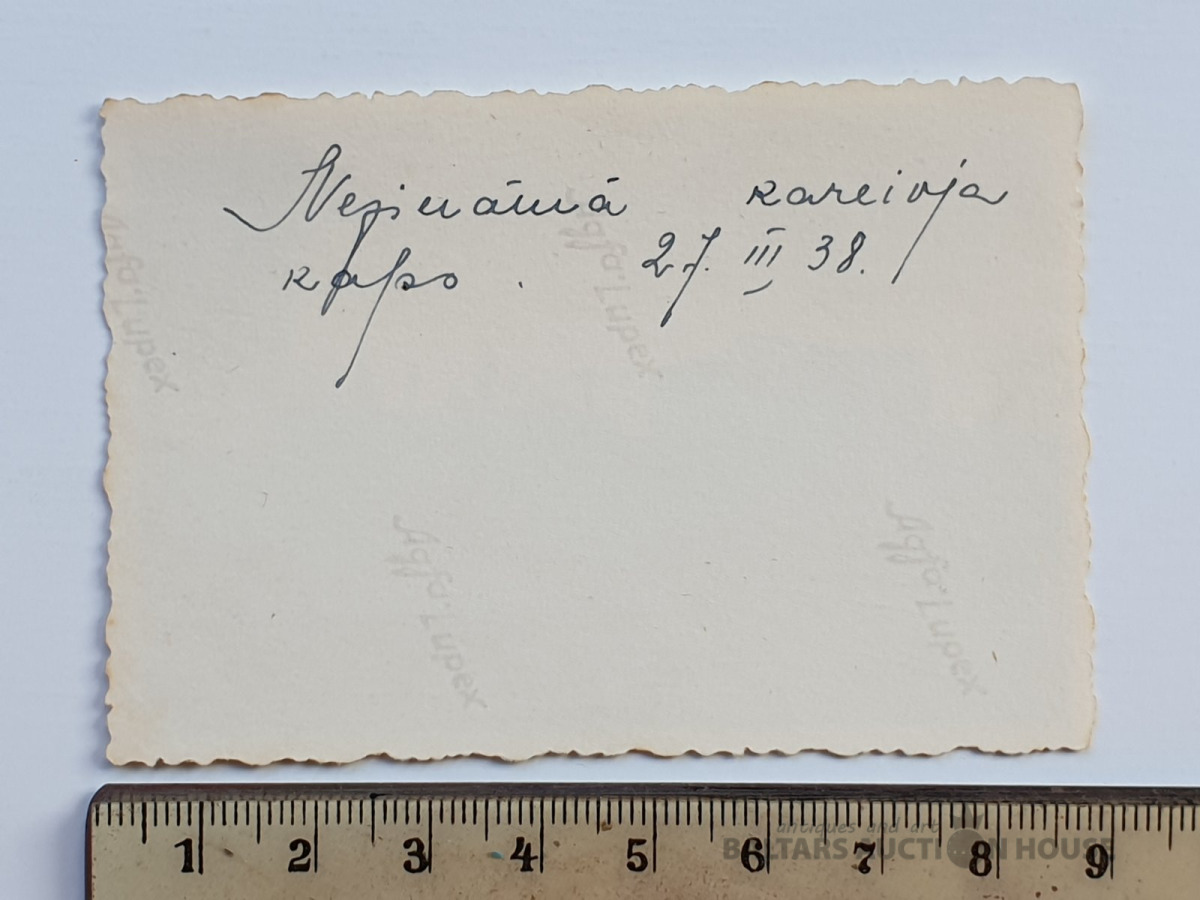 Nezināmā kareivja
kaps. 27. III 38.
Agfa Lupex
Agfa Lupex
Agfa Lupex
Agfa Lupex
1 2 3 4 5 6 7 8 9
antiques and art
BALTARS AUCTION HOUSE